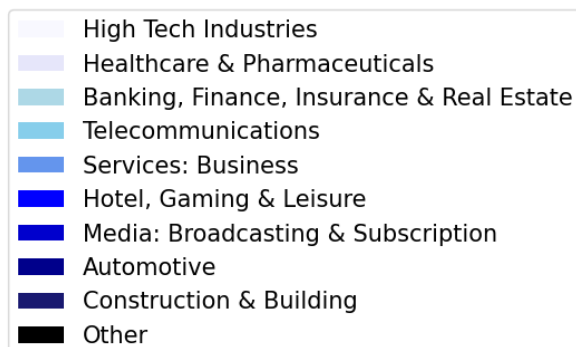 High Tech Industries
Healthcare & Pharmaceuticals
Banking, Finance, Insurance & Real Estate
Telecommunications
Services: Business
Hotel, Gaming & Leisure
Media: Broadcasting & Subscription
Automotive
Construction & Building
Other